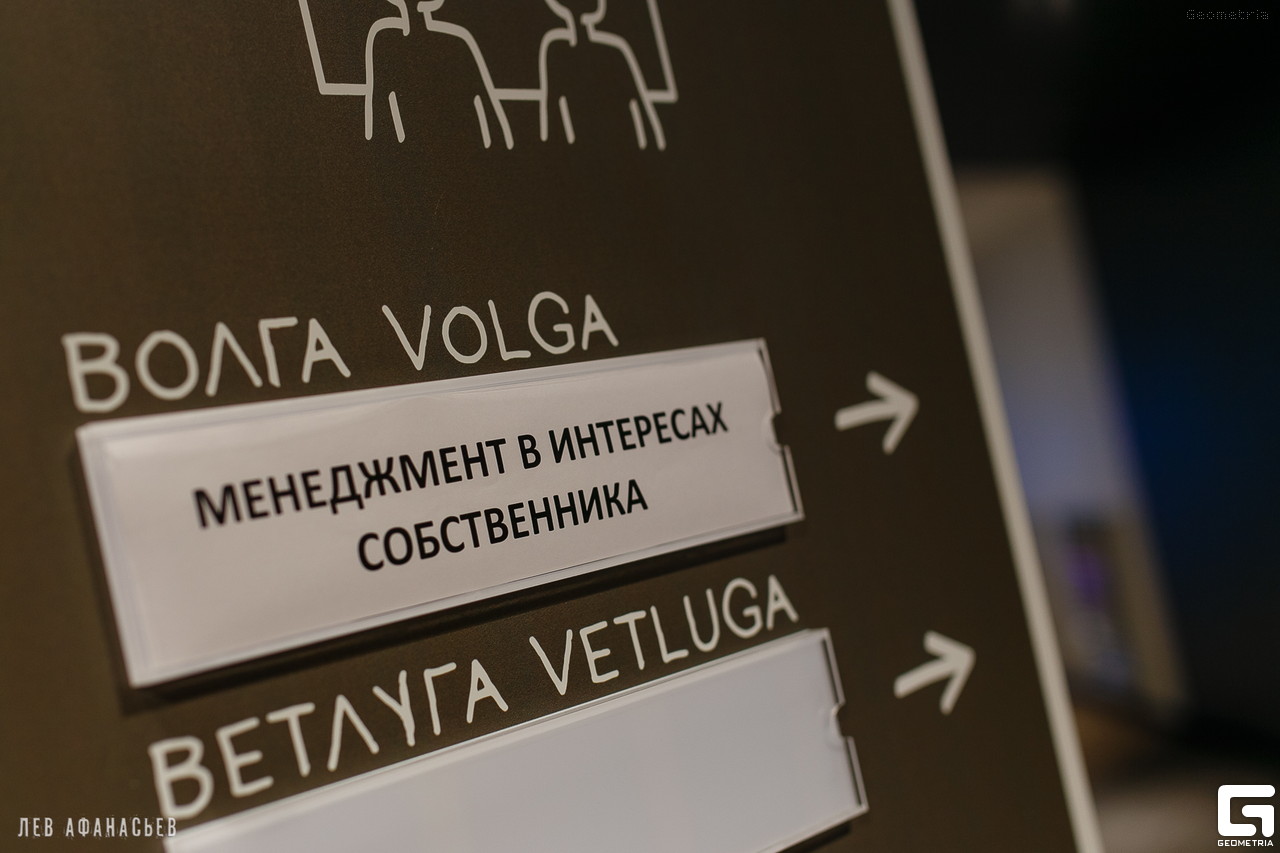 Geometria
ВОЛГА VOLGA
МЕНЕДЖМЕНТ В ИНТЕРЕСАХ
СОБСТВЕННИКА
ВЕТЛУГА VETLUGA
ЛЕВ АФАНАСЬЕВ
GEOMETRIA